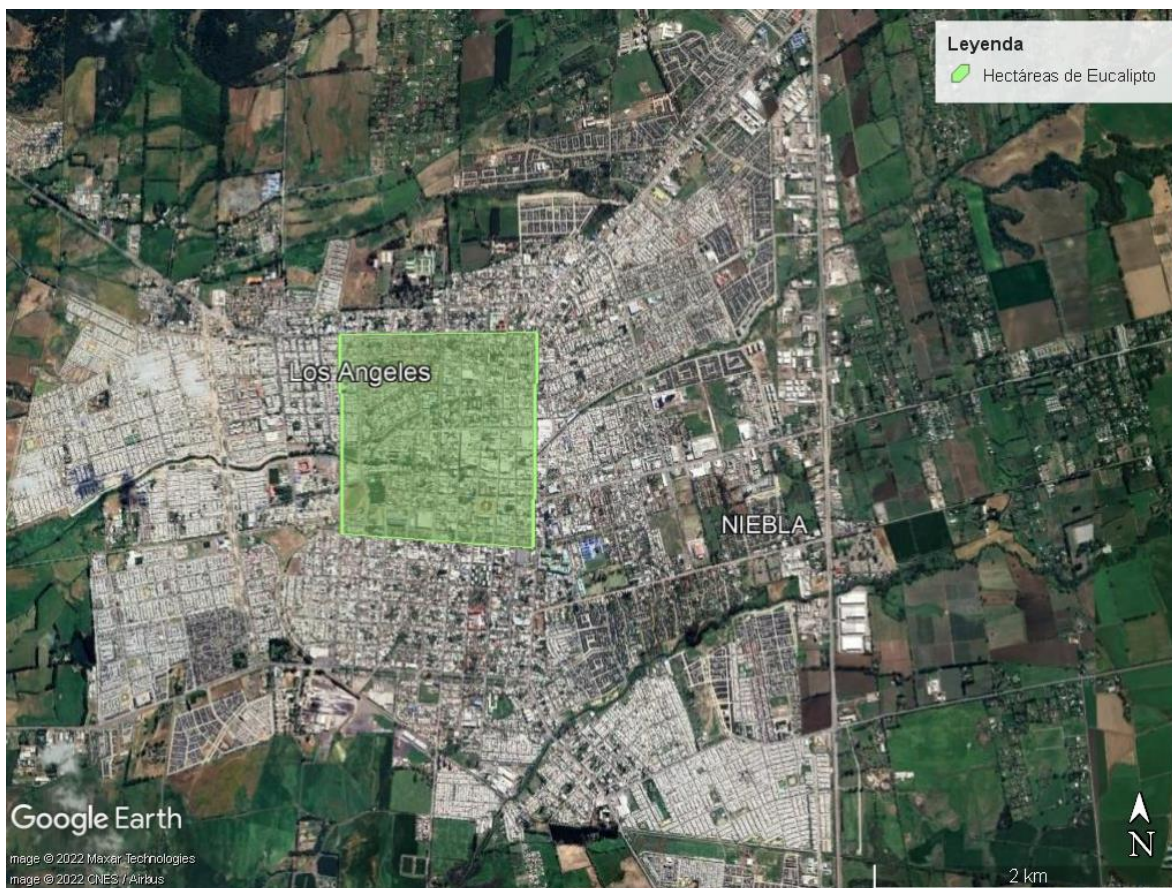 Leyenda
Hectáreas de Eucalipto
Los Angeles
NIEBLA
Google Earth
mage © 2022 Maxar Technologies
mage © 2022 CNES / Airbus
N
2 km